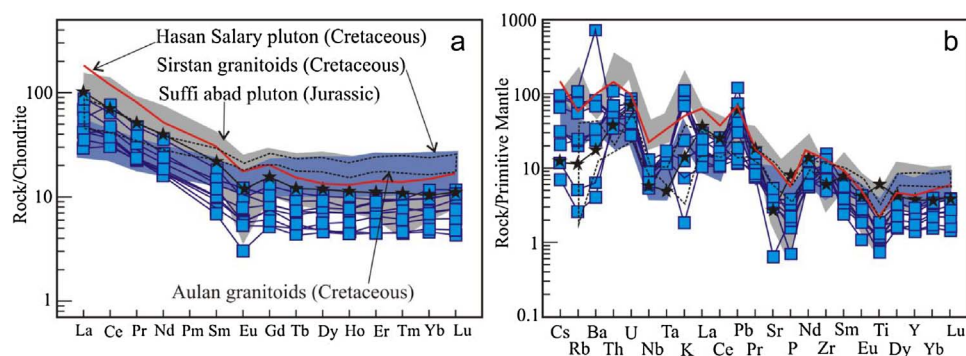 a
Hasan Salary pluton (Cretaceous)
Sirstan granitoids (Cretaceous)
Suffi abad pluton (Jurassic)
Aulan granitoids (Cretaceous)
Rock/Chondrite
100
10
1
La Ce Pr Nd Pm Sm Eu Gd Tb Dy Ho Er Tm Yb Lu
b
Rock/Primitive Mantle
1000
100
10
1
0.1
Cs Ba U Ta La Pb Sr Nd Sm Ti Y Lu
Rb Th Nb K Ce Pr P Zr Eu Dy Yb